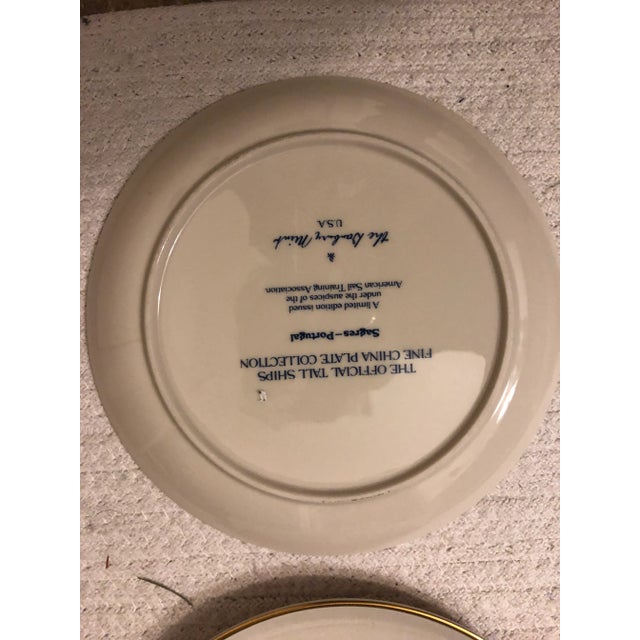 THE OFFICIAL TALL SHIPS
FINE CHINA PLATE COLLECTION
Sagres—Portugal
A limited edition issued
under the auspices of the
American Sail Training Association.
The Danbury Mint
U.S.A.